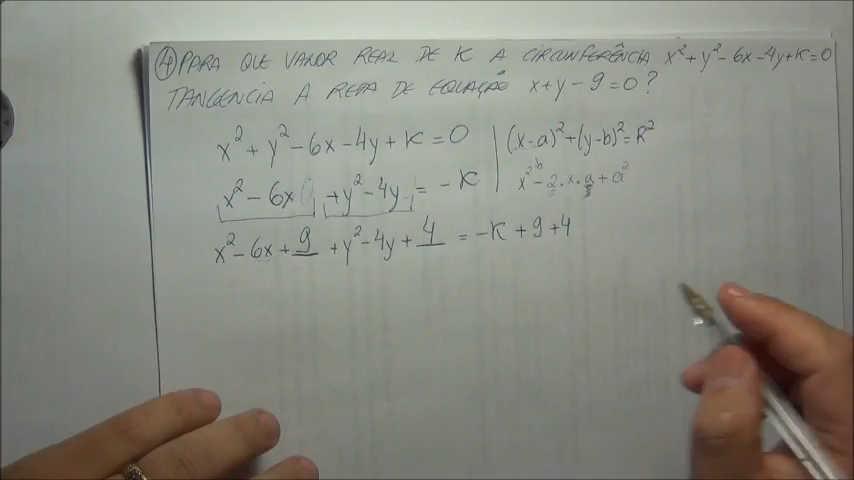 ④ PARA QUE VALOR REAL DE K A CIRCUNFERÊNCIA x²+y²-6x-4y+K=0
TANGENCIA A RETA DE EQUAÇÃO x+y-9=0?
x²+y²-6x-4y+K=0
(x-a)²+(y-b)²=R²
x²-6x +y²-4y = -K
x²-2·x·a+a²
x²-6x+9 +y²-4y+4 = -K+9+4